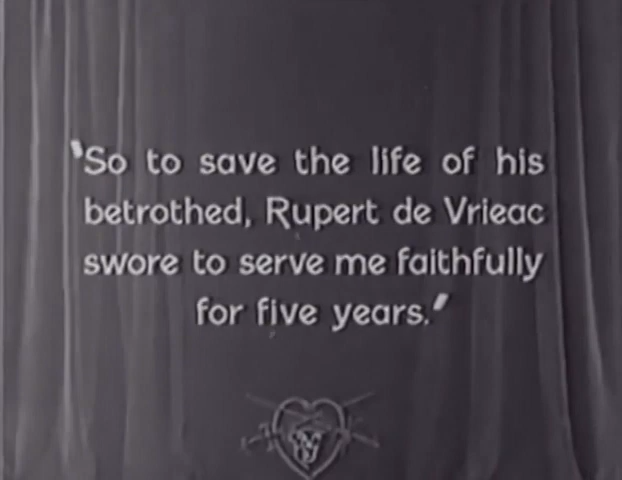 "So to save the life of his
betrothed, Rupert de Vrieac
swore to serve me faithfully
for five years."